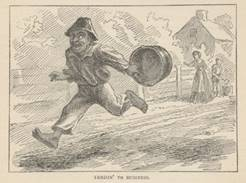 TENDIN' TO BUSINESS.